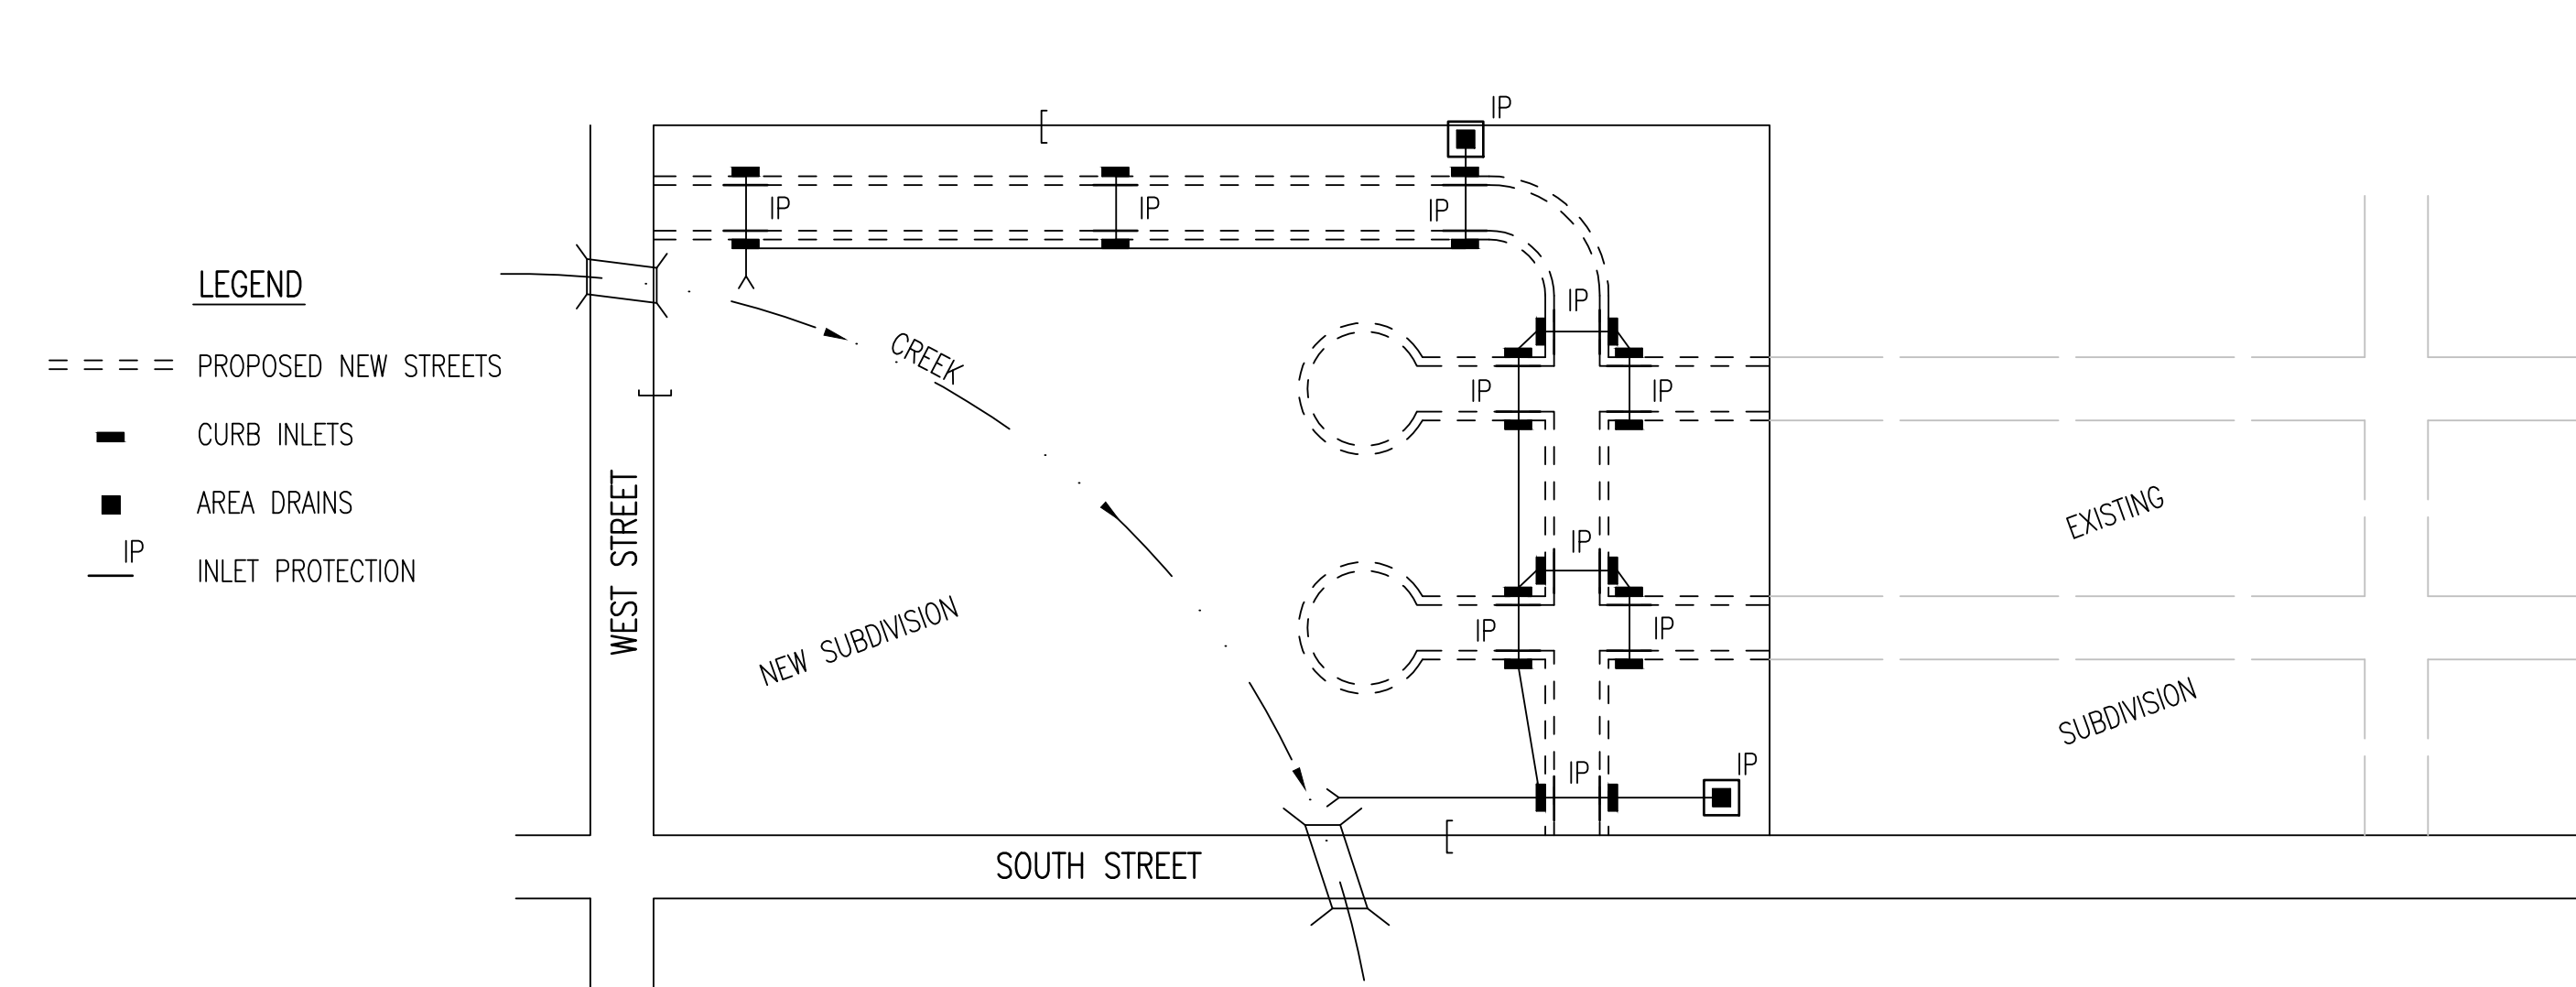 IP
IP
IP
IP
IP
LEGEND
PROPOSED NEW STREETS
CURB INLETS
AREA DRAINS
IP
INLET PROTECTION
CREEK
IP
IP
WEST STREET
EXISTING
IP
NEW SUBDIVISION
IP
IP
SUBDIVISION
IP
IP
SOUTH STREET